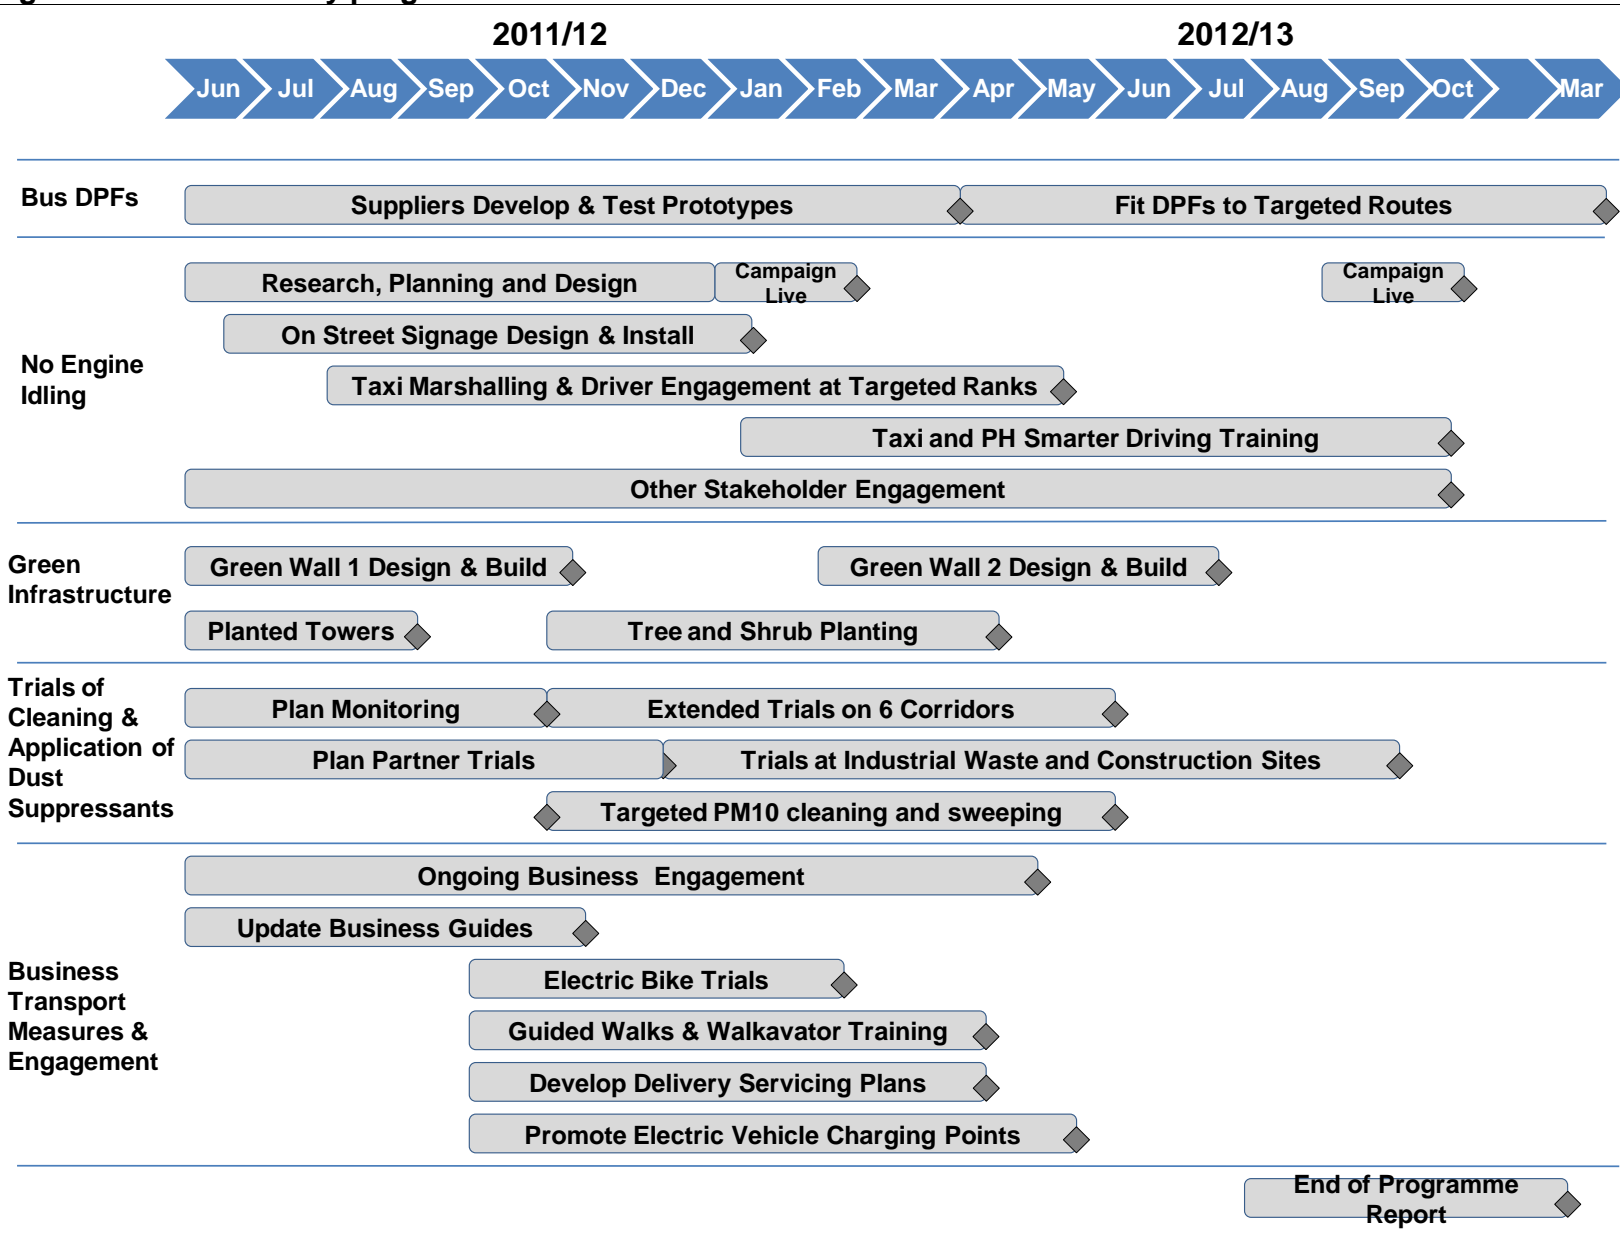 2011/12
2012/13
Jun Jul Aug Sep Oct Nov Dec Jan Feb Mar Apr May Jun Jul Aug Sep Oct Mar
Bus DPFs
Suppliers Develop & Test Prototypes
Fit DPFs to Targeted Routes
No Engine
Idling
Research, Planning and Design
Campaign
Live
Campaign
Live
On Street Signage Design & Install
Taxi Marshalling & Driver Engagement at Targeted Ranks
Taxi and PH Smarter Driving Training
Other Stakeholder Engagement
Green
Infrastructure
Green Wall 1 Design & Build
Green Wall 2 Design & Build
Planted Towers
Tree and Shrub Planting
Trials of
Cleaning &
Application of
Dust
Suppressants
Plan Monitoring
Extended Trials on 6 Corridors
Plan Partner Trials
Trials at Industrial Waste and Construction Sites
Targeted PM10 cleaning and sweeping
Business
Transport
Measures &
Engagement
Ongoing Business  Engagement
Update Business Guides
Electric Bike Trials
Guided Walks & Walkavator Training
Develop Delivery Servicing Plans
Promote Electric Vehicle Charging Points
End of Programme
Report